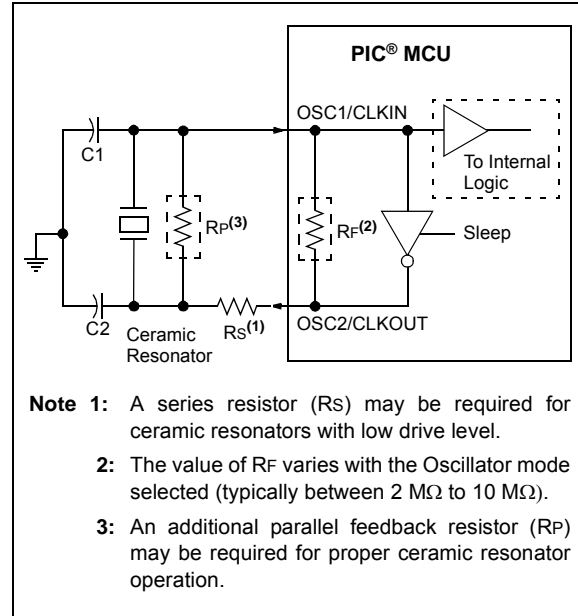 PIC® MCU
OSC1/CLKIN
C1
To Internal
Logic
RP(3)
RF(2)
Sleep
C2
Ceramic
Resonator
RS(1)
OSC2/CLKOUT
Note 1: A series resistor (RS) may be required for
ceramic resonators with low drive level.
2: The value of RF varies with the Oscillator mode
selected (typically between 2 MΩ to 10 MΩ).
3: An additional parallel feedback resistor (RP)
may be required for proper ceramic resonator
operation.